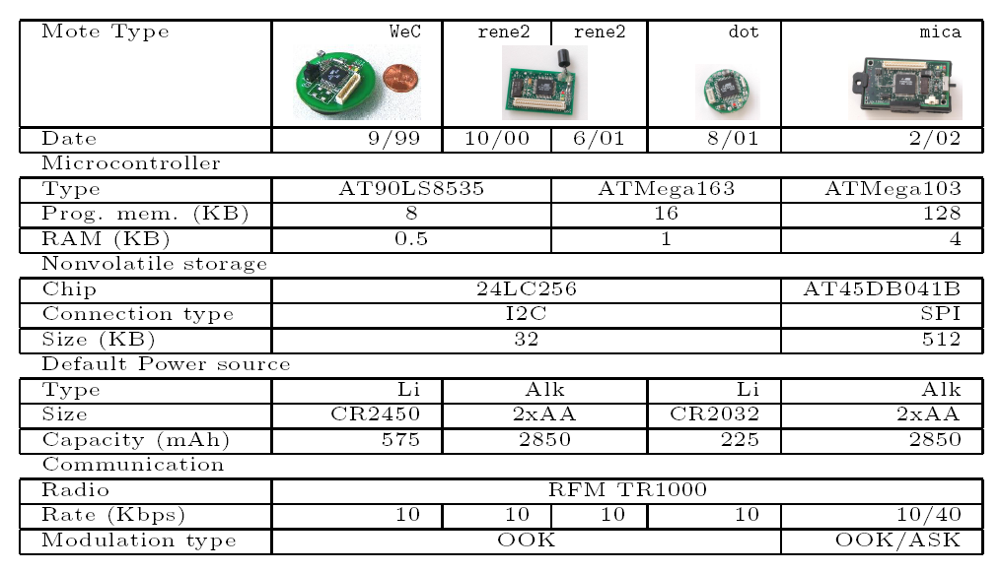 Mote Type WeC rene2 rene2 dot mica
Date 9/99 10/00 6/01 8/01 2/02
Microcontroller
Type AT90LS8535 ATMega163 ATMega103
Prog. mem. (KB) 8 16 128
RAM (KB) 0.5 1 4
Nonvolatile storage
Chip 24LC256 AT45DB041B
Connection type I2C SPI
Size (KB) 32 512
Default Power source
Type Li Alk Li Alk
Size CR2450 2xAA CR2032 2xAA
Capacity (mAh) 575 2850 225 2850
Communication
Radio RFM TR1000
Rate (Kbps) 10 10 10 10 10/40
Modulation type OOK OOK/ASK